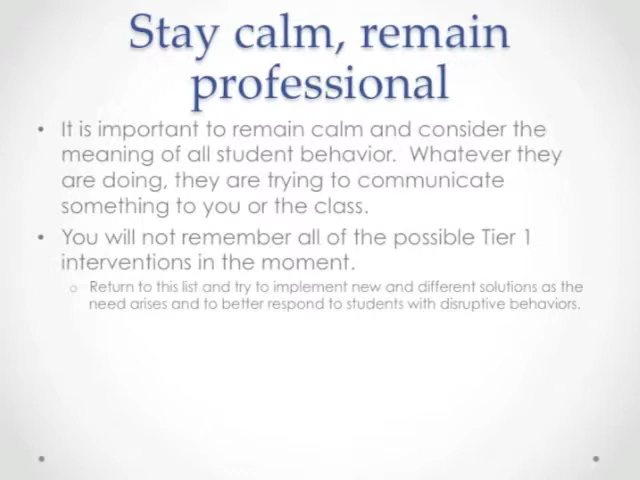 Stay calm, remain
professional
• It is important to remain calm and consider the
meaning of all student behavior. Whatever they
are doing, they are trying to communicate
something to you or the class.
• You will not remember all of the possible Tier 1
interventions in the moment.
o Return to this list and try to implement new and different solutions as the
need arises and to better respond to students with disruptive behaviors.